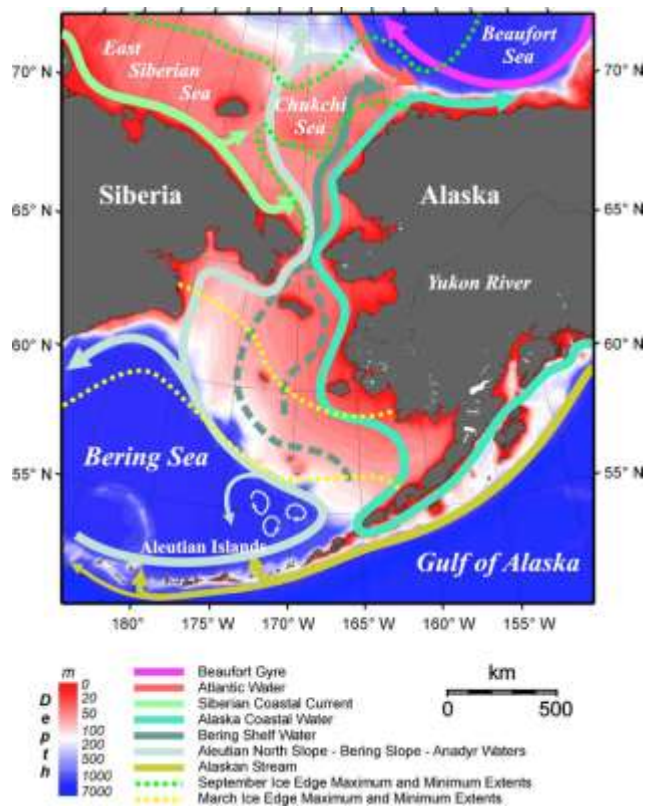 East
Siberian
Sea
Beaufort
Sea
Chukchi
Sea
70° N
70° N
Siberia
Alaska
65° N
65° N
Yukon River
60° N
60° N
Bering Sea
55° N
55° N
Aleutian Islands
Gulf of Alaska
180°
175° W
170° W
165° W
160° W
155° W
m
Depth
0
20
50
100
200
500
1000
7000
Beaufort Gyre
Atlantic Water
Siberian Coastal Current
Alaska Coastal Water
Bering Shelf Water
Aleutian North Slope - Bering Slope - Anadyr Waters
Alaskan Stream
September Ice Edge Maximum and Minimum Extents
March Ice Edge Maximum and Minimum Extents
km
0
500